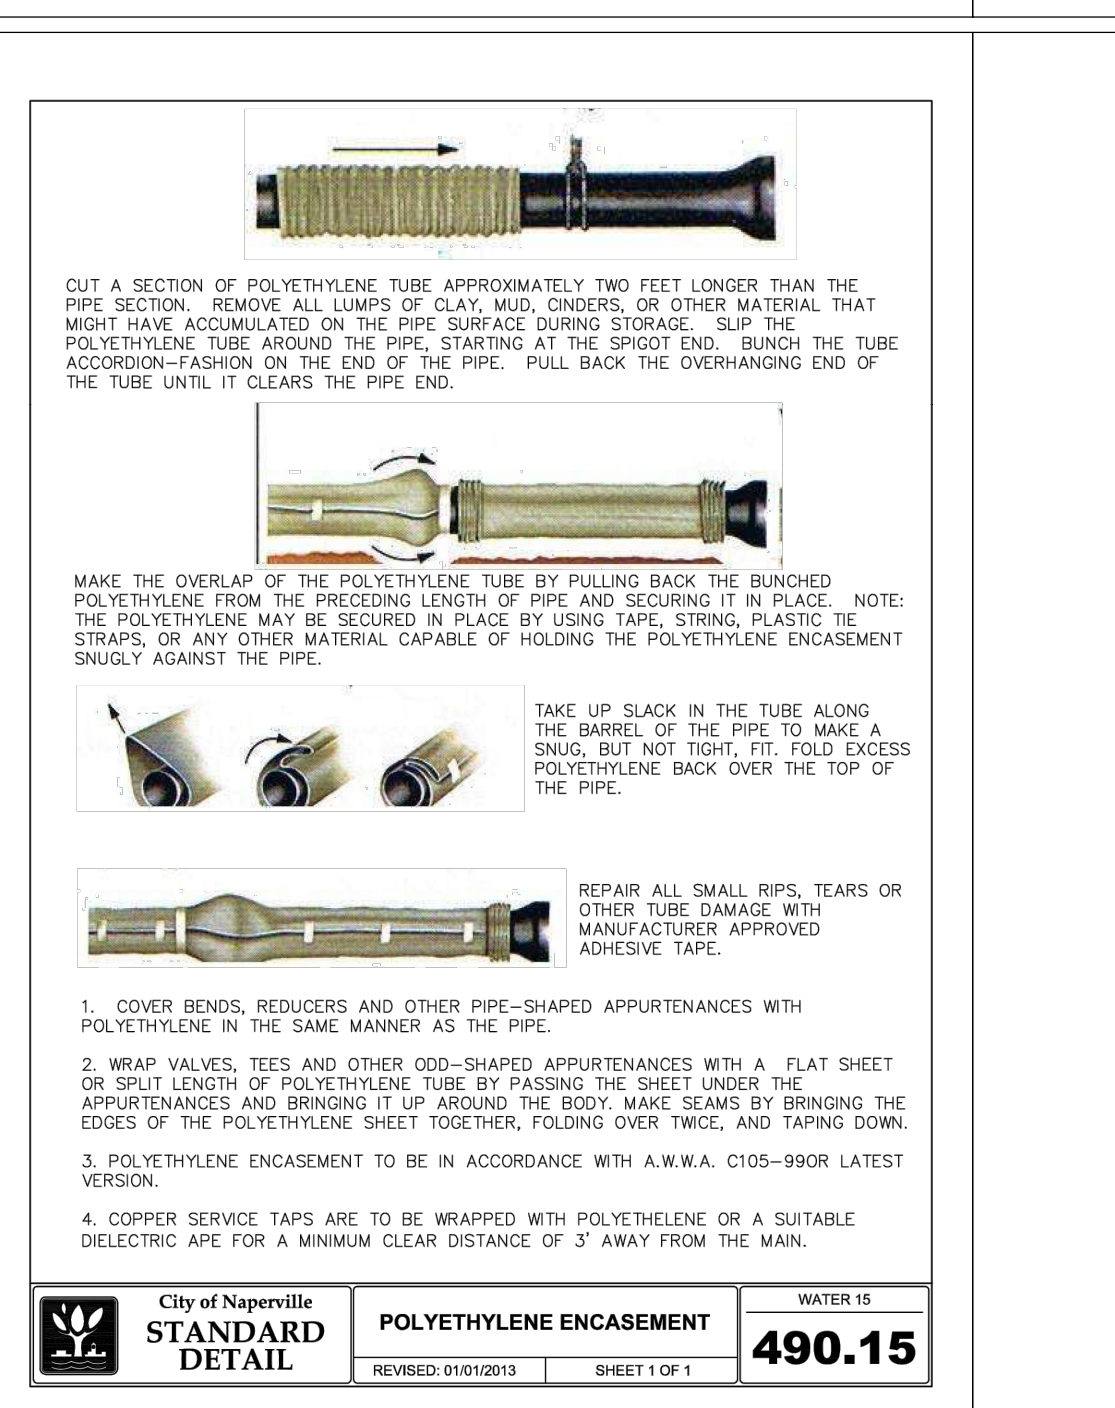 CUT A SECTION OF POLYETHYLENE TUBE APPROXIMATELY TWO FEET LONGER THAN THE
PIPE SECTION. REMOVE ALL LUMPS OF CLAY, MUD, CINDERS, OR OTHER MATERIAL THAT
MIGHT HAVE ACCUMULATED ON THE PIPE SURFACE DURING STORAGE. SLIP THE
POLYETHYLENE TUBE AROUND THE PIPE, STARTING AT THE SPIGOT END. BUNCH THE TUBE
ACCORDION-FASHION ON THE END OF THE PIPE. PULL BACK THE OVERHANGING END OF
THE TUBE UNTIL IT CLEARS THE PIPE END.
MAKE THE OVERLAP OF THE POLYETHYLENE TUBE BY PULLING BACK THE BUNCHED
POLYETHYLENE FROM THE PRECEDING LENGTH OF PIPE AND SECURING IT IN PLACE. NOTE:
THE POLYETHYLENE MAY BE SECURED IN PLACE BY USING TAPE, STRING, PLASTIC TIE
STRAPS, OR ANY OTHER MATERIAL CAPABLE OF HOLDING THE POLYETHYLENE ENCASEMENT
SNUGLY AGAINST THE PIPE.
TAKE UP SLACK IN THE TUBE ALONG
THE BARREL OF THE PIPE TO MAKE A
SNUG, BUT NOT TIGHT, FIT. FOLD EXCESS
POLYETHYLENE BACK OVER THE TOP OF
THE PIPE.
REPAIR ALL SMALL RIPS, TEARS OR
OTHER TUBE DAMAGE WITH
MANUFACTURER APPROVED
ADHESIVE TAPE.
1. COVER BENDS, REDUCERS AND OTHER PIPE-SHAPED APPURTENANCES WITH
POLYETHYLENE IN THE SAME MANNER AS THE PIPE.
2. WRAP VALVES, TEES AND OTHER ODD-SHAPED APPURTENANCES WITH A FLAT SHEET
OR SPLIT LENGTH OF POLYETHYLENE TUBE BY PASSING THE SHEET UNDER THE
APPURTENANCES AND BRINGING IT UP AROUND THE BODY. MAKE SEAMS BY BRINGING THE
EDGES OF THE POLYETHYLENE SHEET TOGETHER, FOLDING OVER TWICE, AND TAPING DOWN.
3. POLYETHYLENE ENCASEMENT TO BE IN ACCORDANCE WITH A.W.W.A. C105-99OR LATEST
VERSION.
4. COPPER SERVICE TAPS ARE TO BE WRAPPED WITH POLYETHELENE OR A SUITABLE
DIELECTRIC APE FOR A MINIMUM CLEAR DISTANCE OF 3' AWAY FROM THE MAIN.
City of Naperville
STANDARD
DETAIL
POLYETHYLENE ENCASEMENT
REVISED: 01/01/2013
SHEET 1 OF 1
WATER 15
490.15